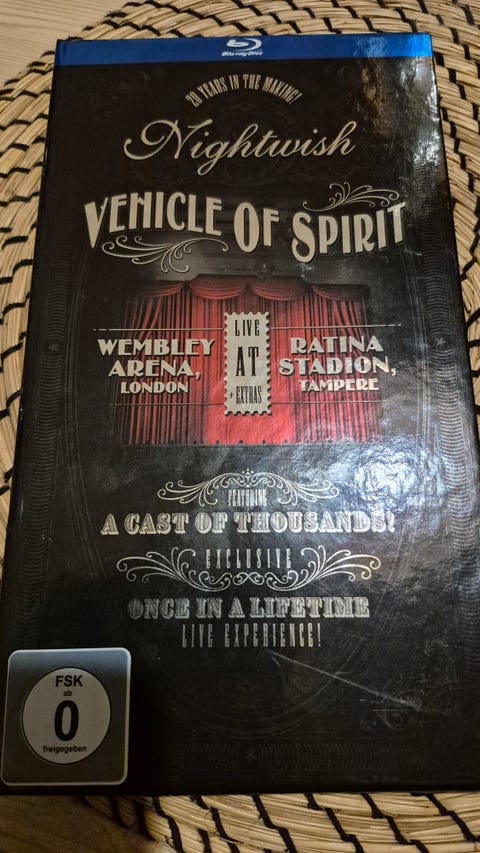 Blu-ray Disc
20 YEARS IN THE MAKING!
Nightwish
VEHICLE OF SPIRIT
WEMBLEY
ARENA,
LONDON
LIVE
AT
+ EXTRAS
RATINA
STADION,
TAMPERE
FEATURING
A CAST OF THOUSANDS!
EXCLUSIVE
ONCE IN A LIFETIME
LIVE EXPERIENCE!
FSK
ab
0
freigegeben